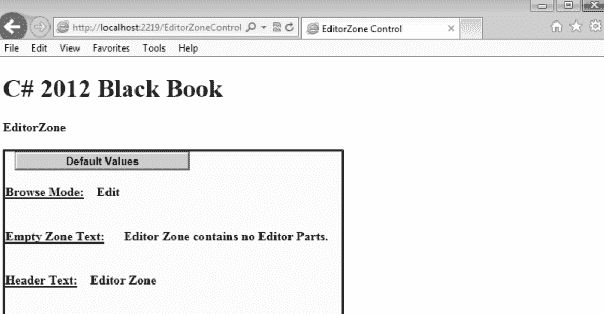 http://localhost:2219/EditorZoneControl
EditorZone Control
File Edit View Favorites Tools Help
C# 2012 Black Book
EditorZone
Default Values
Browse Mode: Edit
Empty Zone Text: Editor Zone contains no Editor Parts.
Header Text: Editor Zone